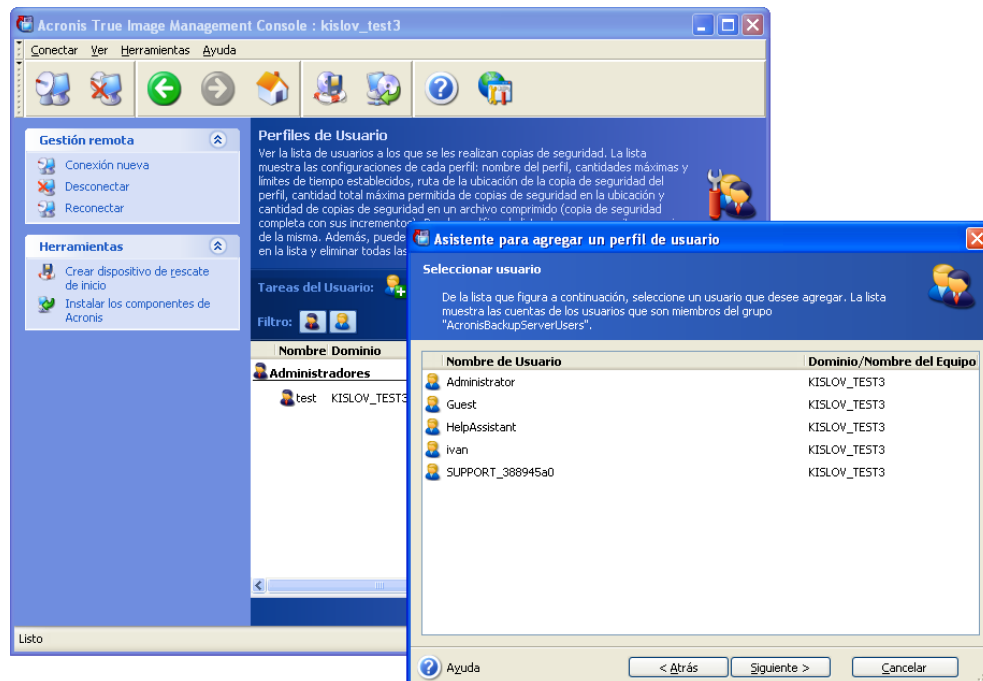 Acronis True Image Management Console : kislov_test3
Conectar Ver Herramientas Ayuda
Gestión remota
Conexión nueva
Desconectar
Reconectar
Herramientas
Crear dispositivo de rescate
de inicio
Instalar los componentes de
Acronis
Perfiles de Usuario
Ver la lista de usuarios a los que se les realizan copias de seguridad. La lista
muestra las configuraciones de cada perfil: nombre del perfil, cantidades máximas y
límites de tiempo establecidos, ruta de la ubicación de la copia de seguridad del
perfil, cantidad total máxima permitida de copias de seguridad en la ubicación y
cantidad de copias de seguridad en un archivo comprimido (copia de seguridad
completa con sus incrementos)
de la misma. Además, puede
en la lista y eliminar todas las
Tareas del Usuario:
Filtro:
Nombre Dominio
Administradores
test KISLOV_TEST3
Listo
Asistente para agregar un perfil de usuario
Seleccionar usuario
De la lista que figura a continuación, seleccione un usuario que desee agregar. La lista
muestra las cuentas de los usuarios que son miembros del grupo
"AcronisBackupServerUsers".
Nombre de Usuario Dominio/Nombre del Equipo
Administrator KISLOV_TEST3
Guest KISLOV_TEST3
HelpAssistant KISLOV_TEST3
ivan KISLOV_TEST3
SUPPORT_388945a0 KISLOV_TEST3
Ayuda
< Atrás
Siguiente >
Cancelar